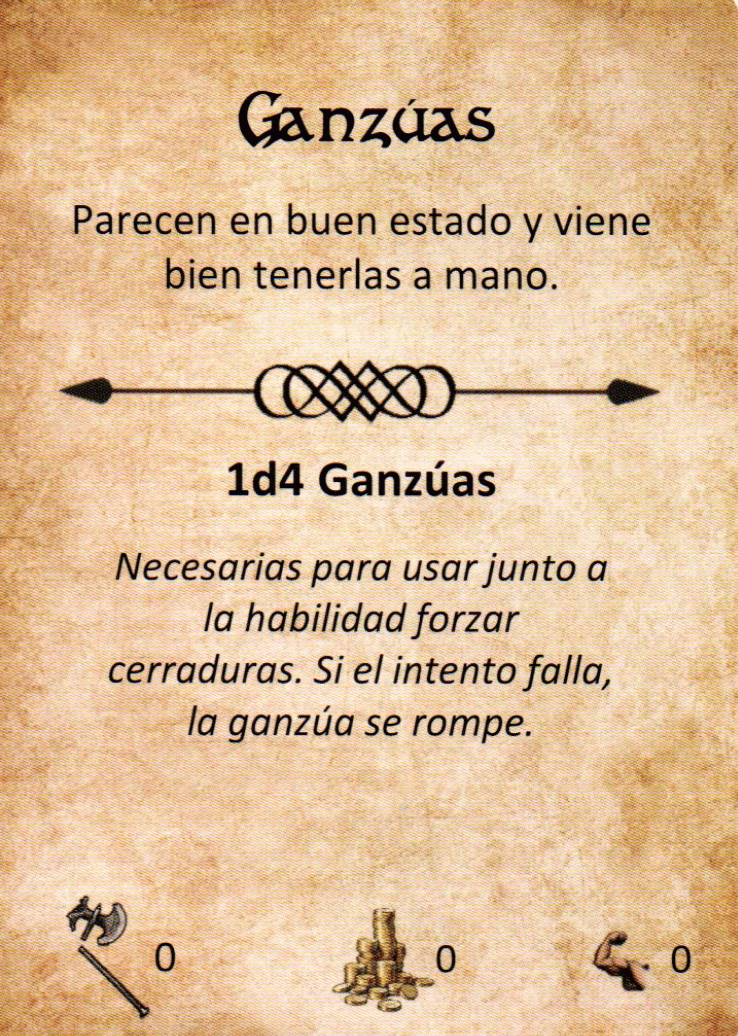 Ganzúas
Parecen en buen estado y viene
bien tenerlas a mano.
1d4 Ganzúas
Necesarias para usar junto a
la habilidad forzar
cerraduras. Si el intento falla,
la ganzúa se rompe.
0 0 0